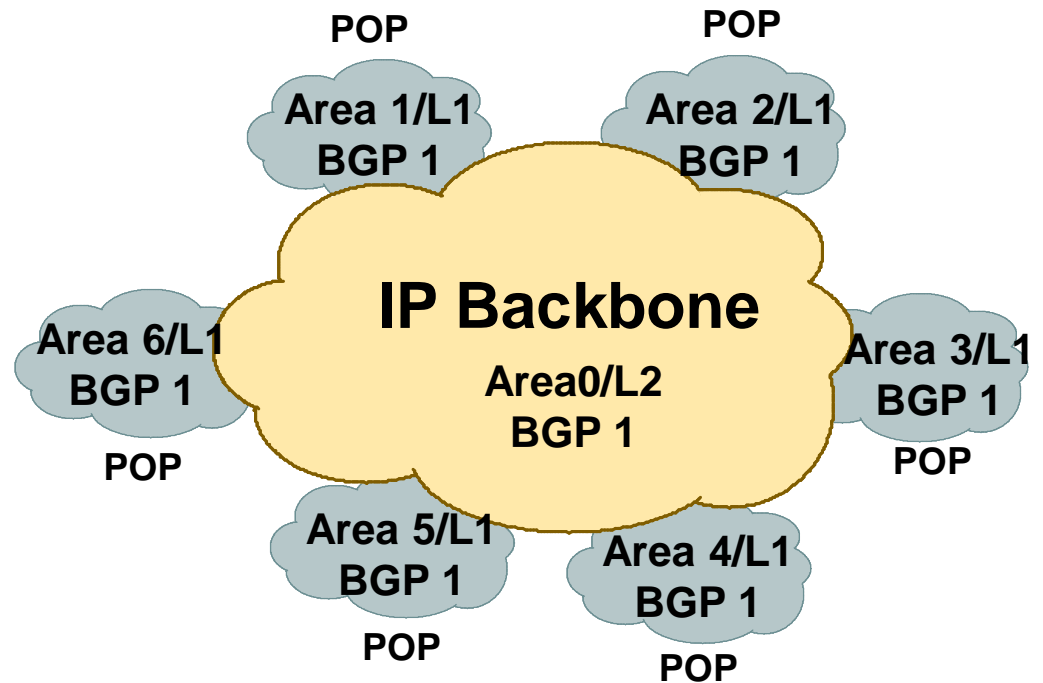 POP
POP
Area 1/L1
BGP 1
Area 2/L1
BGP 1
IP Backbone
Area0/L2
BGP 1
Area 6/L1
BGP 1
POP
Area 3/L1
BGP 1
POP
Area 5/L1
BGP 1
POP
Area 4/L1
BGP 1
POP